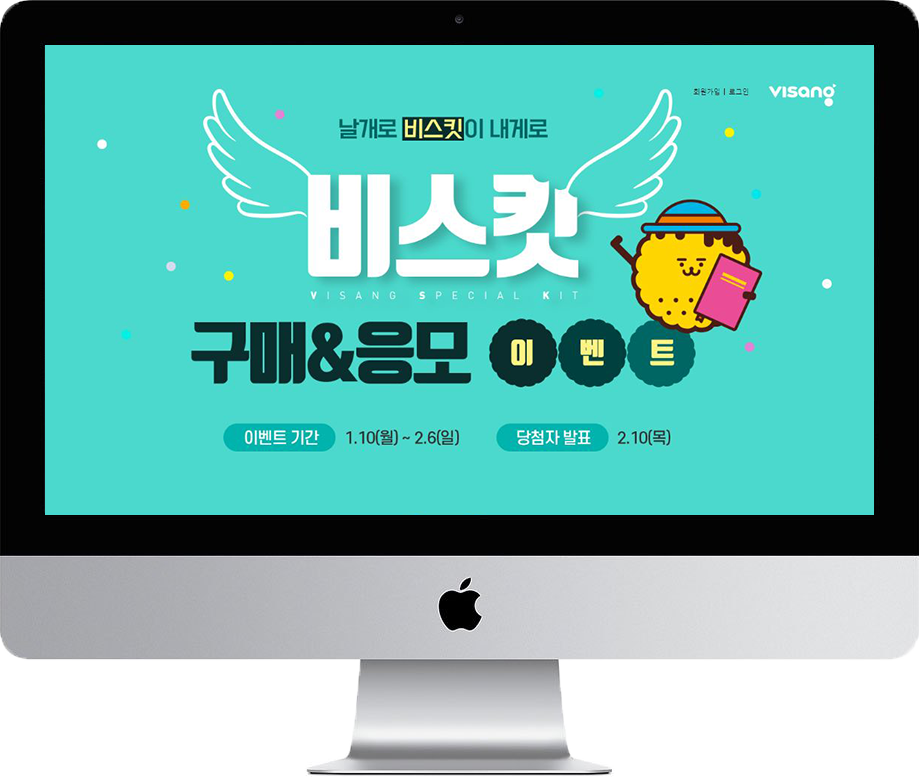 회원가입 | 로그인 visang
날개로 비스킷이 내게로
비스킷
VISANG SPECIAL KIT
구매&응모 이벤트
이벤트 기간 1.10(월) ~ 2.6(일) 당첨자 발표 2.10(목)